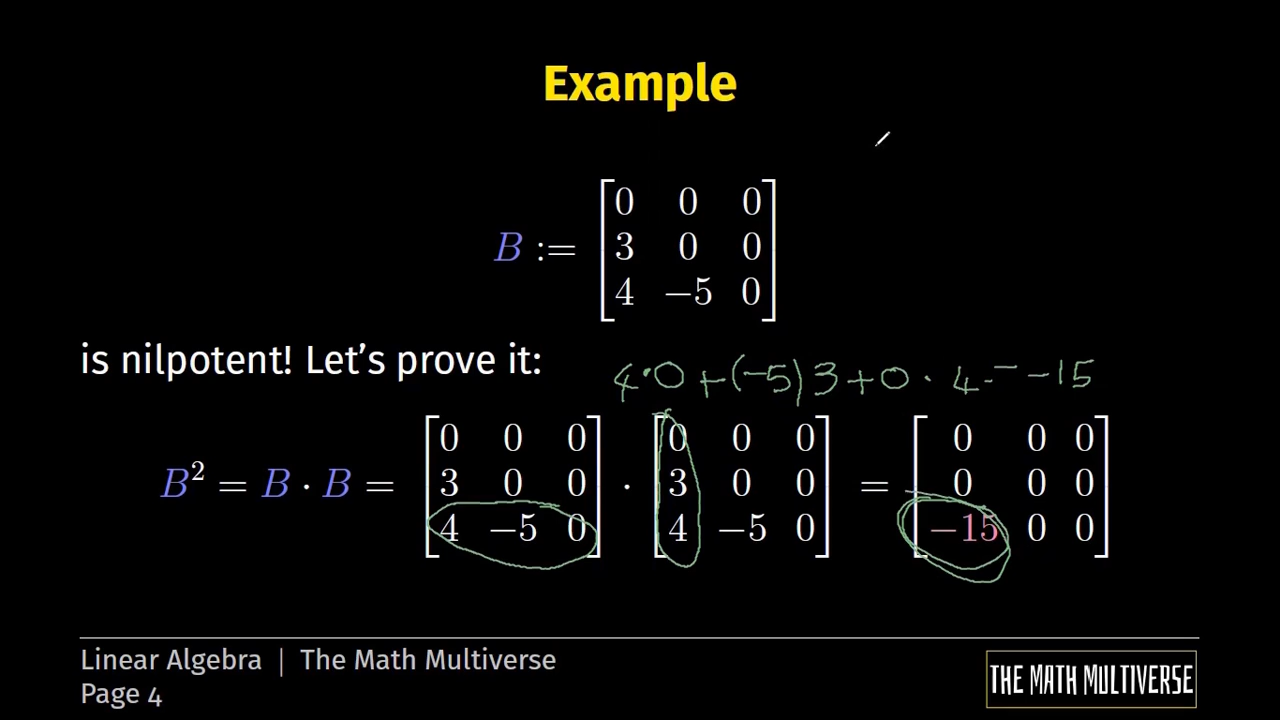 Example
B := [0 0 0
3 0 0
4 −5 0]
is nilpotent! Let’s prove it:
4·0+(-5)3+0·4=-15
B² = B · B = [0 0 0 · [0 0 0 = [0 0 0
3 0 0 3 0 0 0 0 0
4 −5 0] 4 −5 0] −15 0 0]
Linear Algebra | The Math Multiverse
Page 4
THE MATH MULTIVERSE